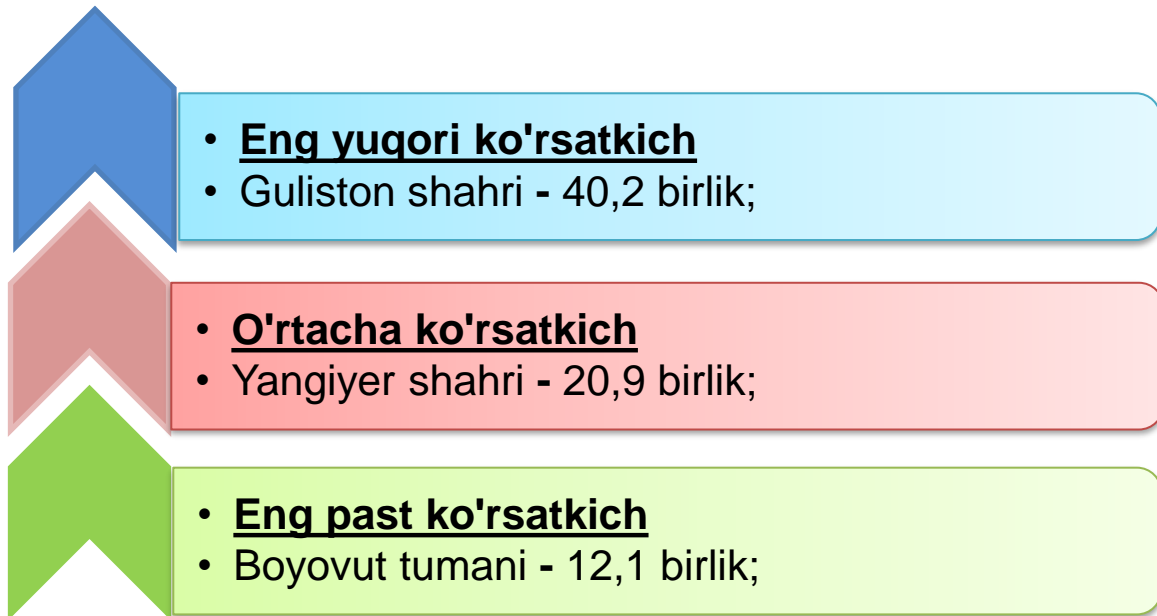 • Eng yuqori ko'rsatkich
• Guliston shahri - 40,2 birlik;
• O'rtacha ko'rsatkich
• Yangiyer shahri - 20,9 birlik;
• Eng past ko'rsatkich
• Boyovut tumani - 12,1 birlik;